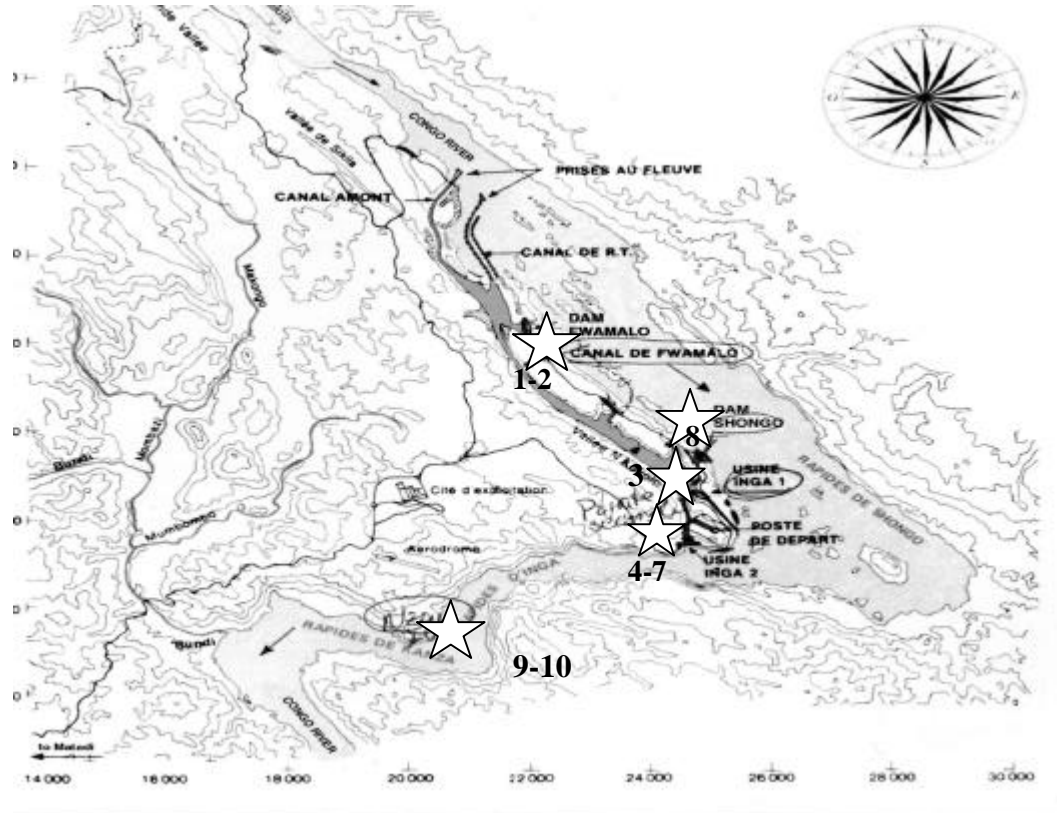 CONGO RIVER
Vallée de Sikila
PRISES AU FLEUVE
CANAL AMONT
CANAL DE R.T.
Makongo
DAM
FWAMALO
CANAL DE FWAMALO
1-2
DAM
SHONGO
8
3
USINE
INGA 1
RAPIDES DE SHONGO
Bundi
Cité d'exploitation
POSTE
DE DEPART
Aerodrome
USINE
INGA 2
4-7
D'INGA
RAPIDES DE
Bundi
9-10
CONGO RIVER
to Matadi
14 000 16 000 18 000 20 000 22 000 24 000 26 000 28 000 30 000
N
O E
S